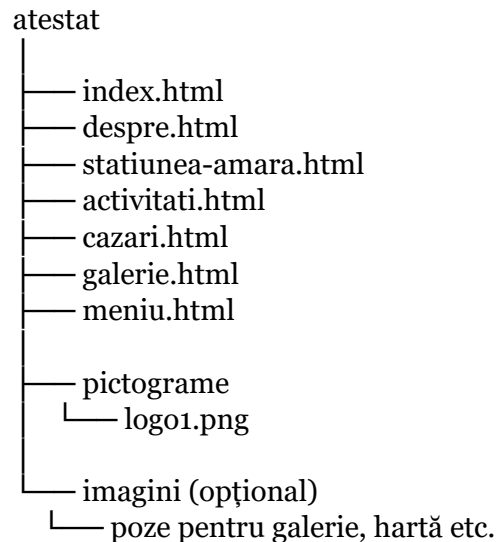 atestat
index.html
despre.html
statiunea-amara.html
activitati.html
cazari.html
galerie.html
meniu.html
pictograme
logo1.png
imagini (opțional)
poze pentru galerie, hartă etc.